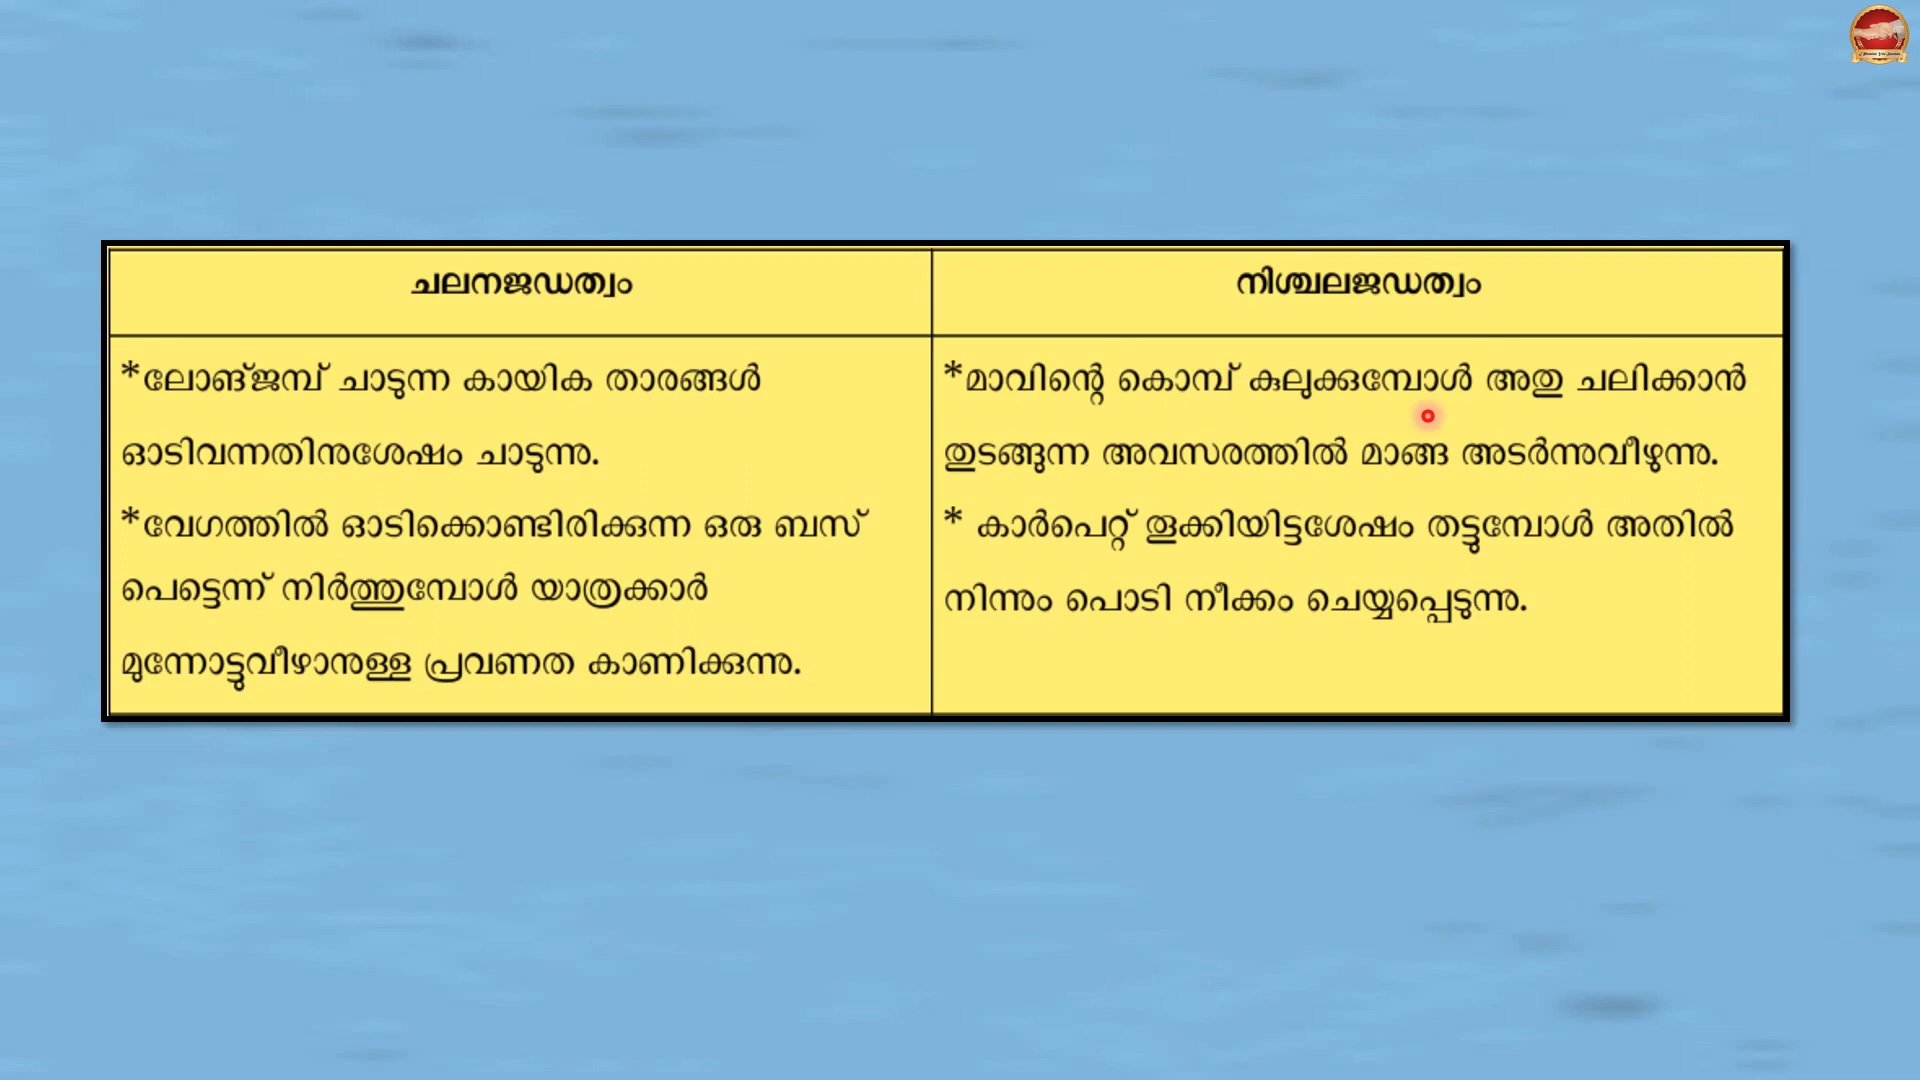 ചലനജഡത്വം
നിശ്ചലജഡത്വം
*ലോങ്ജമ്പ് ചാടുന്ന കായിക താരങ്ങൾ
ഓടിവന്നതിനുശേഷം ചാടുന്നു.
*വേഗത്തിൽ ഓടിക്കൊണ്ടിരിക്കുന്ന ഒരു ബസ്
പെട്ടെന്ന് നിർത്തുമ്പോൾ യാത്രക്കാർ
മുന്നോട്ടുവീഴാനുള്ള പ്രവണത കാണിക്കുന്നു.
*മാവിന്റെ കൊമ്പ് കുലുക്കുമ്പോൾ അതു ചലിക്കാൻ
തുടങ്ങുന്ന അവസരത്തിൽ മാങ്ങ അടർന്നുവീഴുന്നു.
* കാർപെറ്റ് തൂക്കിയിട്ടശേഷം തട്ടുമ്പോൾ അതിൽ
നിന്നും പൊടി നീക്കം ചെയ്യപ്പെടുന്നു.